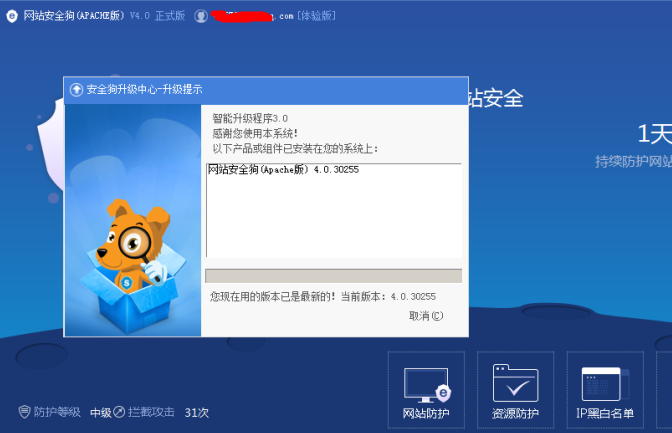 网站安全狗(APACHE版) V4.0 正式版 .com [体验版]
安全狗升级中心-升级提示
智能升级程序3.0
感谢您使用本系统!
以下产品或组件已安装在您的系统上:
网站安全狗(Apache版) 4.0.30255
您现在用的版本已是最新的! 当前版本: 4.0.30255
取消(C)
站安全
1天
持续防护网站
网站防护
资源防护
IP黑白名单
防护等级 中级 拦截攻击 31次